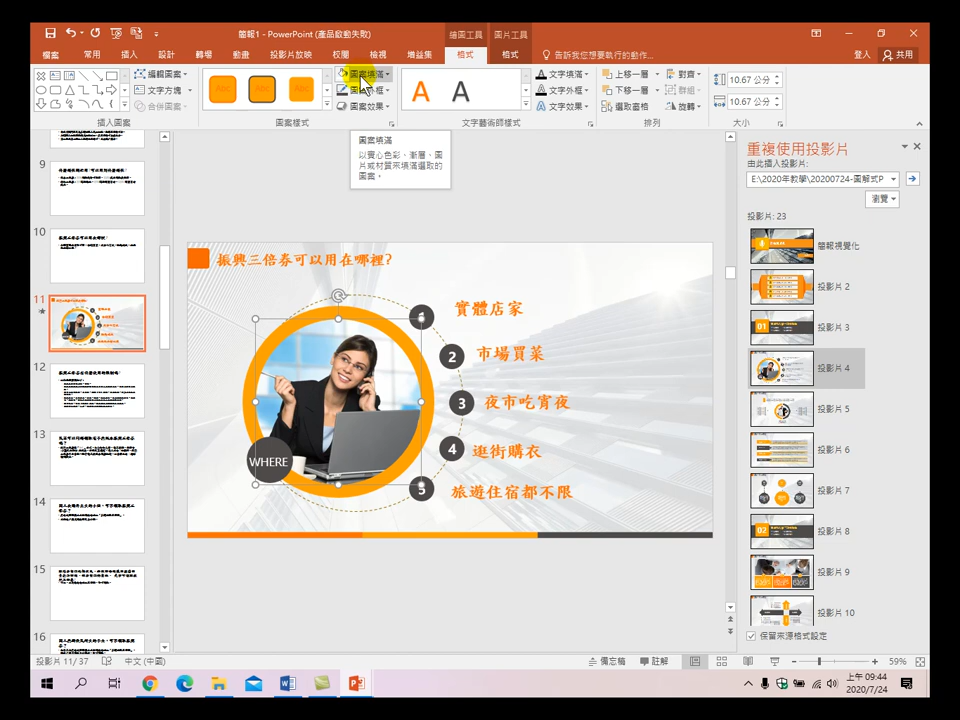 簡報1 - PowerPoint (產品啟動失敗)
繪圖工具
圖片工具
檔案
常用
插入
設計
轉場
動畫
投影片放映
校閱
檢視
增益集
格式
格式
告訴我您想要執行的動作...
登入
共用
編輯圖案
文字方塊
合併圖案
插入圖案
Abc
Abc
Abc
圖案填滿
圖案外框
圖案效果
圖案樣式
A
A
文字填滿
文字外框
文字效果
文字藝術師樣式
上移一層
下移一層
選取窗格
對齊
群組
旋轉
排列
10.67 公分
10.67 公分
大小
圖案填滿
以實心色彩、漸層、圖
片或材質來填滿選取的
圖案。
9
10
11
12
13
14
15
16
振興三倍券可以用在哪裡?
1
實體店家
2
市場買菜
3
夜市吃宵夜
4
逛街購衣
5
旅遊住宿都不限
WHERE
重複使用投影片
由此插入投影片:
E:\2020年教學\20200724-圖解式P
瀏覽
投影片: 23
簡報視覺化
投影片 2
投影片 3
投影片 4
投影片 5
投影片 6
投影片 7
投影片 8
投影片 9
投影片 10
保留來源格式設定
投影片 11/37
中文 (中國)
備忘稿
註解
59%
上午 09:44
2020/7/24